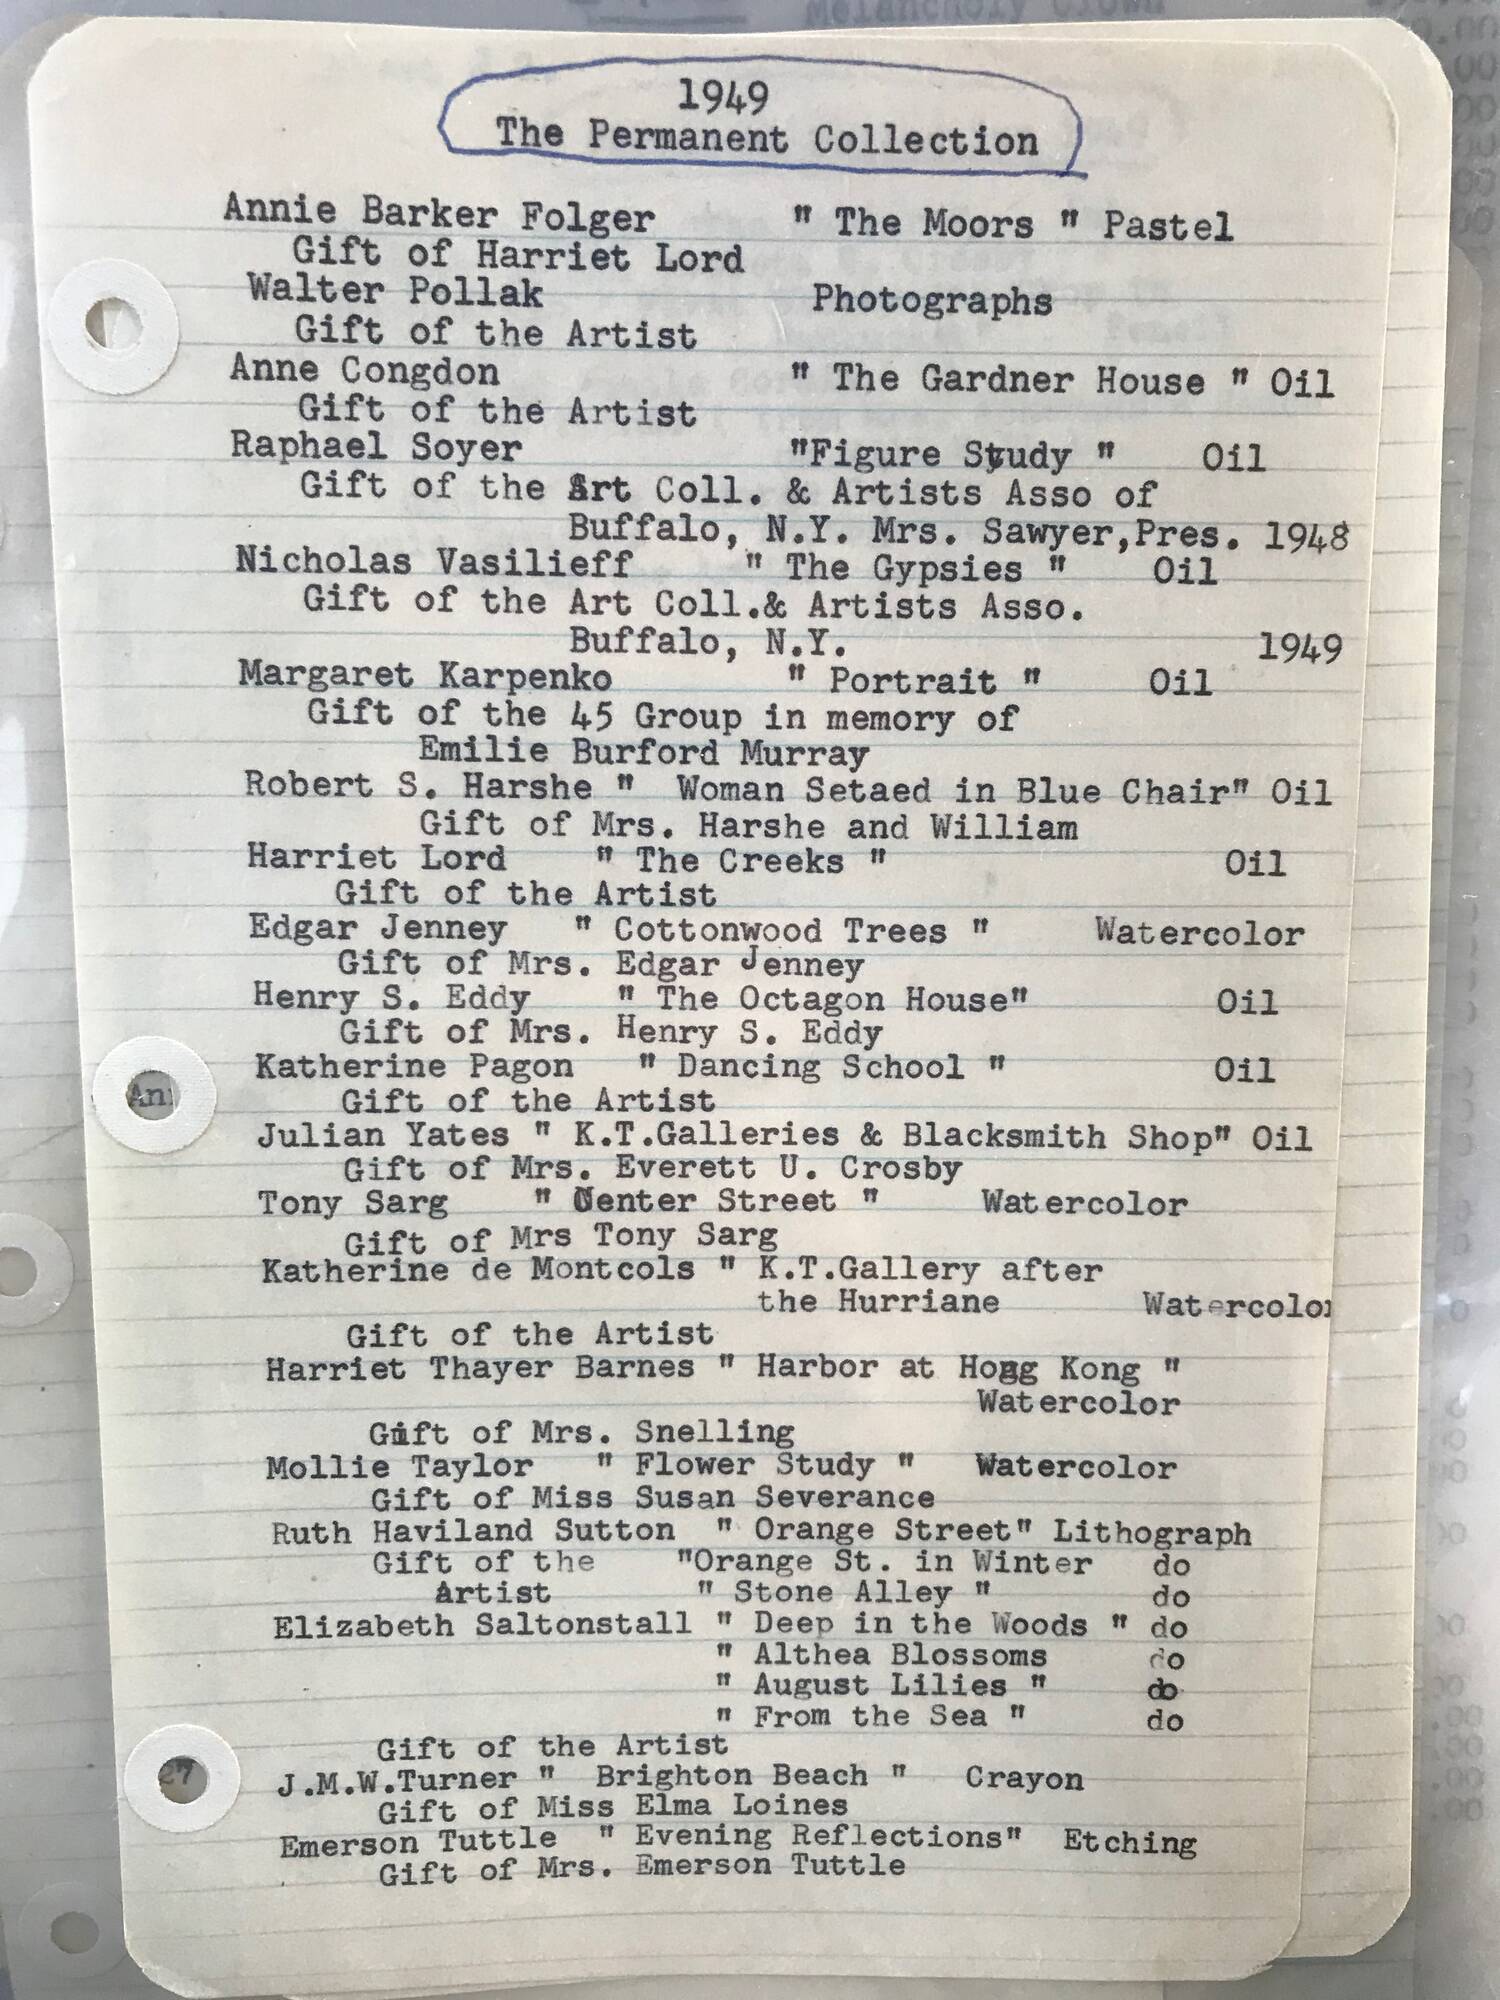 Melancholy Clown
1949
The Permanent Collection
Annie Barker Folger " The Moors " Pastel
Gift of Harriet Lord
Walter Pollak Photographs
Gift of the Artist
Anne Congdon " The Gardner House " Oil
Gift of the Artist
Raphael Soyer "Figure Study " Oil
Gift of the Art Coll. & Artists Asso of
Buffalo, N.Y. Mrs. Sawyer,Pres. 1948
Nicholas Vasilieff " The Gypsies " Oil
Gift of the Art Coll.& Artists Asso.
Buffalo, N.Y. 1949
Margaret Karpenko " Portrait " Oil
Gift of the 45 Group in memory of
Emilie Burford Murray
Robert S. Harshe " Woman Setaed in Blue Chair" Oil
Gift of Mrs. Harshe and William
Harriet Lord " The Creeks " Oil
Gift of the Artist
Edgar Jenney " Cottonwood Trees " Watercolor
Gift of Mrs. Edgar Jenney
Henry S. Eddy " The Octagon House" Oil
Gift of Mrs. Henry S. Eddy
Katherine Pagon " Dancing School " Oil
Gift of the Artist
Julian Yates " K.T.Galleries & Blacksmith Shop" Oil
Gift of Mrs. Everett U. Crosby
Tony Sarg " Center Street " Watercolor
Gift of Mrs Tony Sarg
Katherine de Montcols " K.T.Gallery after
the Hurriane Watercolor
Gift of the Artist
Harriet Thayer Barnes " Harbor at Hong Kong "
Watercolor
Gift of Mrs. Snelling
Mollie Taylor " Flower Study " Watercolor
Gift of Miss Susan Severance
Ruth Haviland Sutton " Orange Street" Lithograph
Gift of the "Orange St. in Winter do
Artist " Stone Alley " do
Elizabeth Saltonstall " Deep in the Woods " do
" Althea Blossoms do
" August Lilies " do
" From the Sea " do
Gift of the Artist
J.M.W.Turner " Brighton Beach " Crayon
Gift of Miss Elma Loines
Emerson Tuttle " Evening Reflections" Etching
Gift of Mrs. Emerson Tuttle